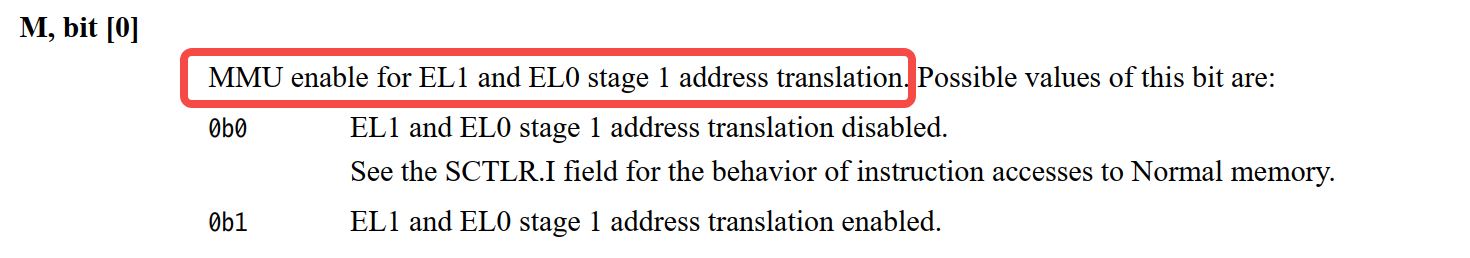 M, bit [0]
MMU enable for EL1 and EL0 stage 1 address translation. Possible values of this bit are:
0b0 EL1 and EL0 stage 1 address translation disabled.
See the SCTLR.I field for the behavior of instruction accesses to Normal memory.
0b1 EL1 and EL0 stage 1 address translation enabled.